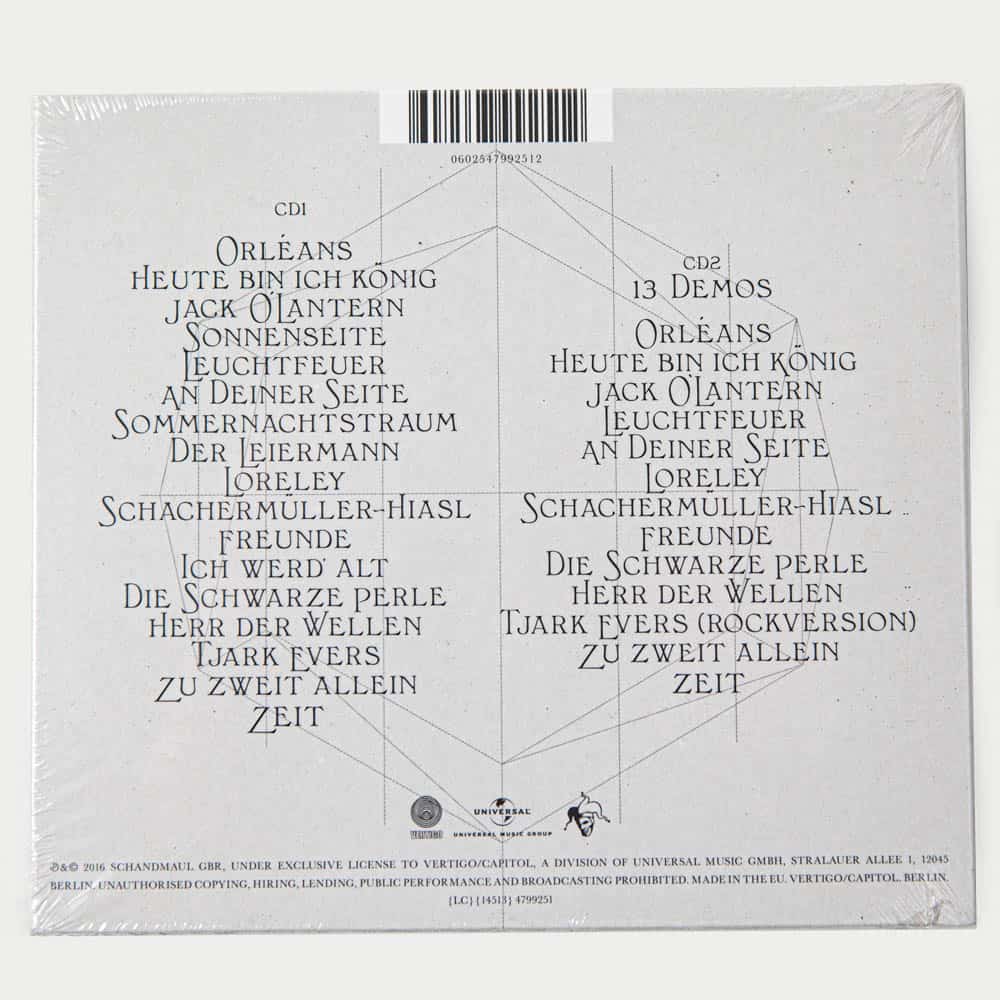 0602547992512
CD1
Orléans
Heute bin ich König
Jack O'Lantern
Sonnenseite
Leuchtfeuer
An Deiner Seite
Sommernachtstraum
Der Leiermann
Loreley
Schachermüller-Hiasl
Freunde
Ich werd' alt
Die Schwarze Perle
Herr der Wellen
Tjark Evers
Zu zweit allein
Zeit
CD2
13 Demos
Orléans
Heute bin ich König
Jack O'Lantern
Leuchtfeuer
An Deiner Seite
Loreley
Schachermüller-Hiasl
Freunde
Die Schwarze Perle
Herr der Wellen
Tjark Evers (Rockversion)
Zu zweit allein
Zeit
VERTIGO
UNIVERSAL
UNIVERSAL MUSIC GROUP
℗&© 2016 SCHANDMAUL GBR, UNDER EXCLUSIVE LICENSE TO VERTIGO/CAPITOL, A DIVISION OF UNIVERSAL MUSIC GMBH, STRALAUER ALLEE 1, 12045
BERLIN. UNAUTHORISED COPYING, HIRING, LENDING, PUBLIC PERFORMANCE AND BROADCASTING PROHIBITED. MADE IN THE EU. VERTIGO/CAPITOL. BERLIN.
{LC} {14513} 4799251